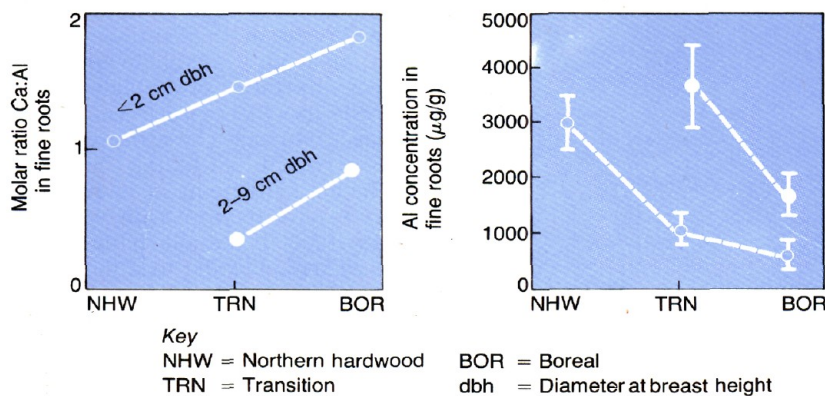 2
1
0
Molar ratio Ca:Al
in fine roots
<2 cm dbh
2–9 cm dbh
NHW TRN BOR
5000
4000
3000
2000
1000
0
Al concentration in
fine roots (μg/g)
NHW TRN BOR
Key
NHW = Northern hardwood BOR = Boreal
TRN = Transition dbh = Diameter at breast height